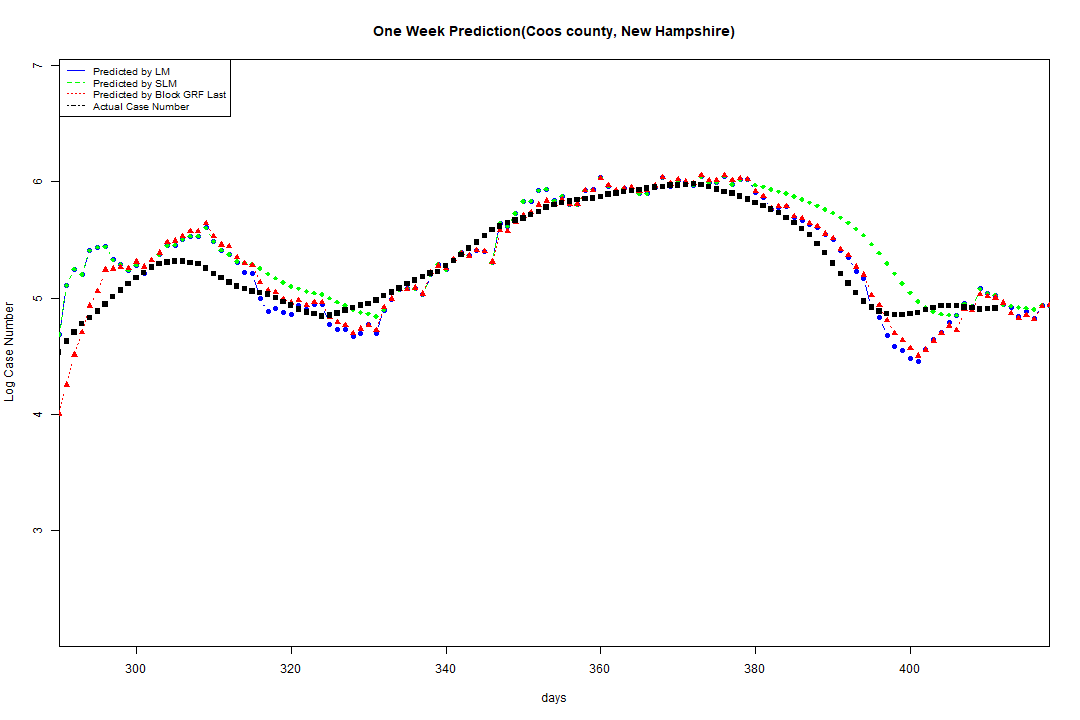 One Week Prediction(Coos county, New Hampshire)
Predicted by LM
Predicted by SLM
Predicted by Block GRF Last
Actual Case Number
7
6
5
4
3
Log Case Number
300 320 340 360 380 400
days